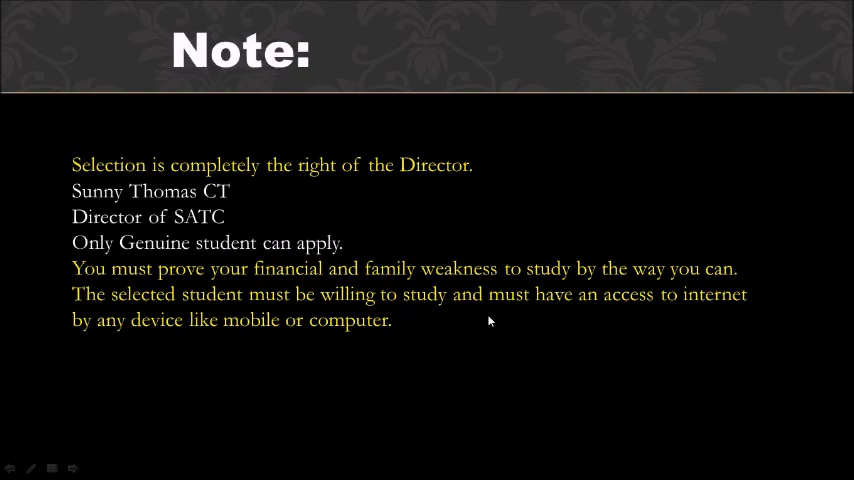 Note:
Selection is completely the right of the Director.
Sunny Thomas CT
Director of SATC
Only Genuine student can apply.
You must prove your financial and family weakness to study by the way you can.
The selected student must be willing to study and must have an access to internet
by any device like mobile or computer.